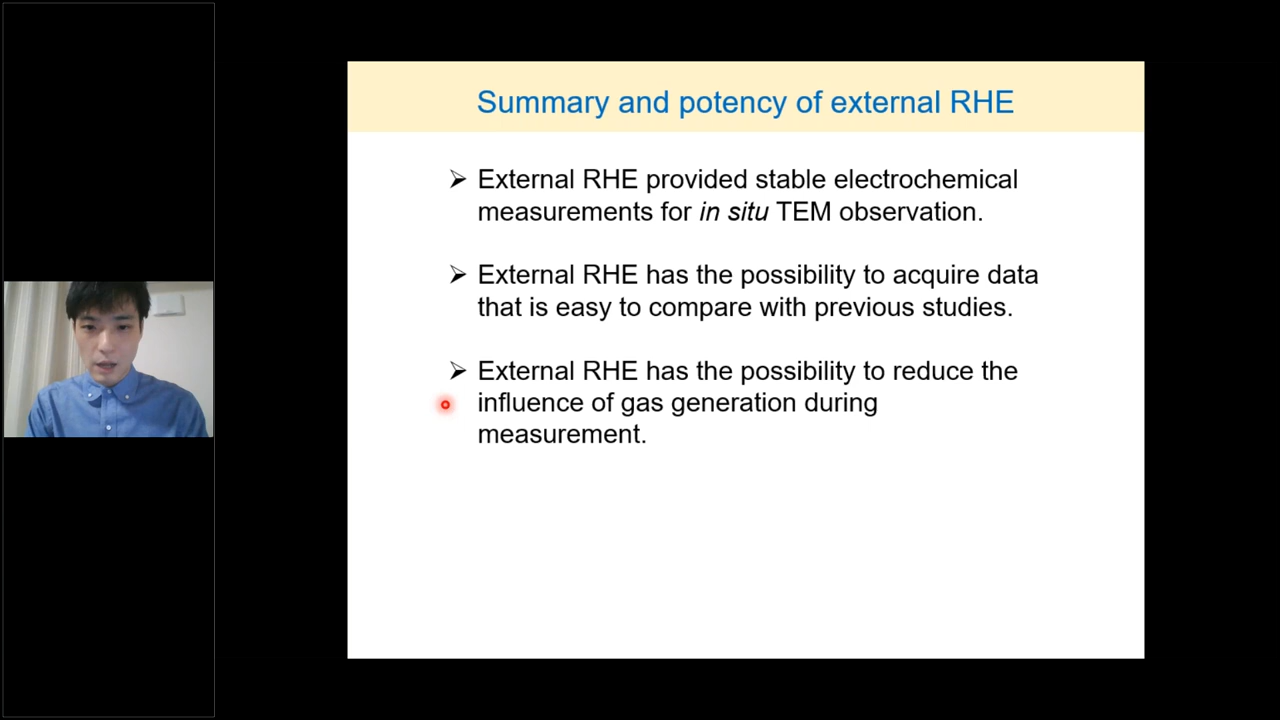 Summary and potency of external RHE
➢ External RHE provided stable electrochemical
measurements for in situ TEM observation.
➢ External RHE has the possibility to acquire data
that is easy to compare with previous studies.
➢ External RHE has the possibility to reduce the
influence of gas generation during
measurement.